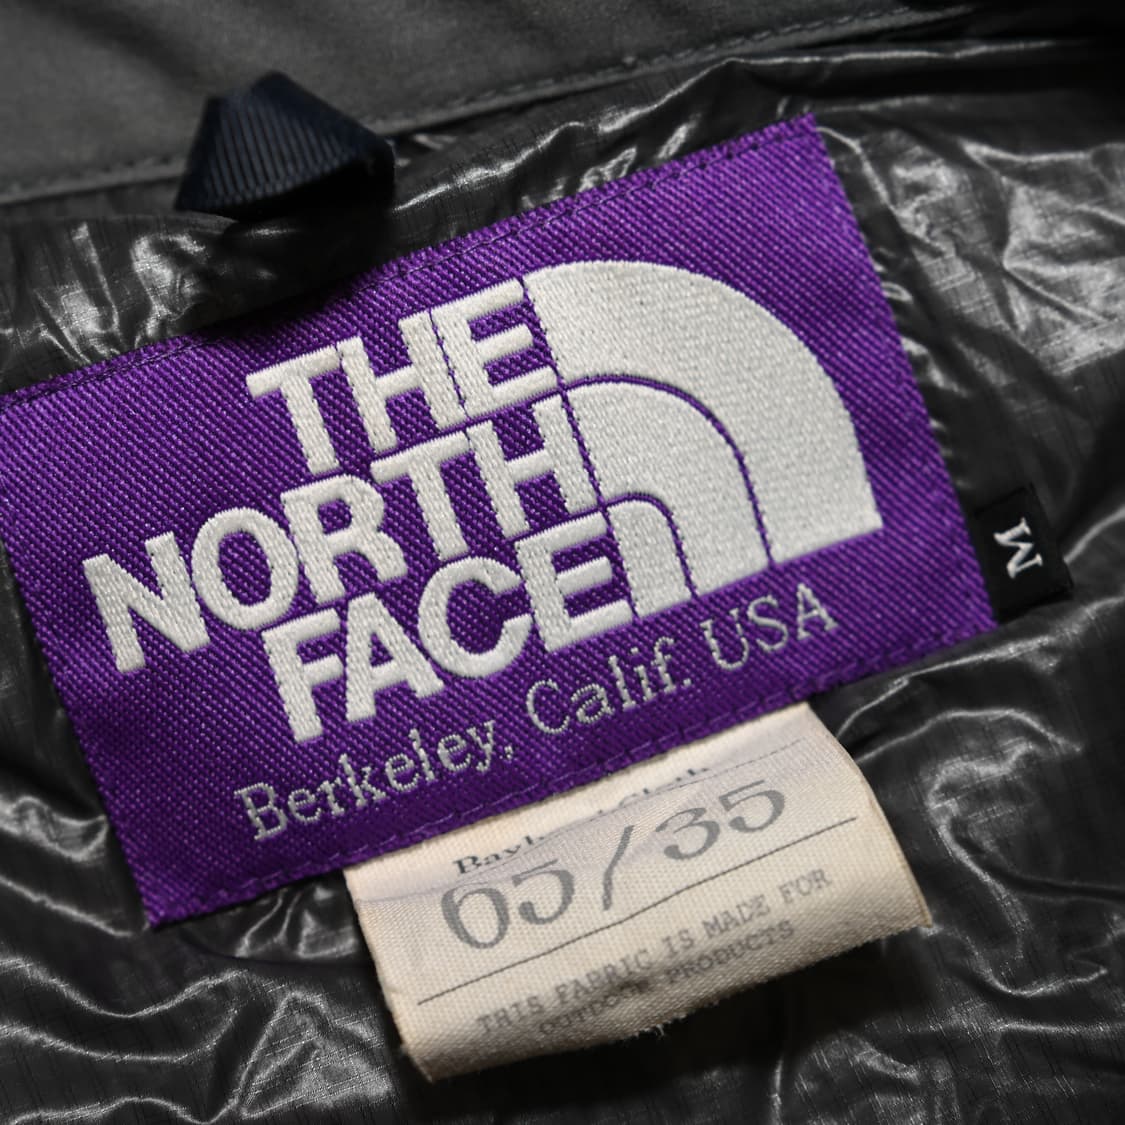 THE
NORTH
FACE
Berkeley, Calif. USA
M
65/35
THIS FABRIC IS MADE FOR
OUTDOOR PRODUCTS